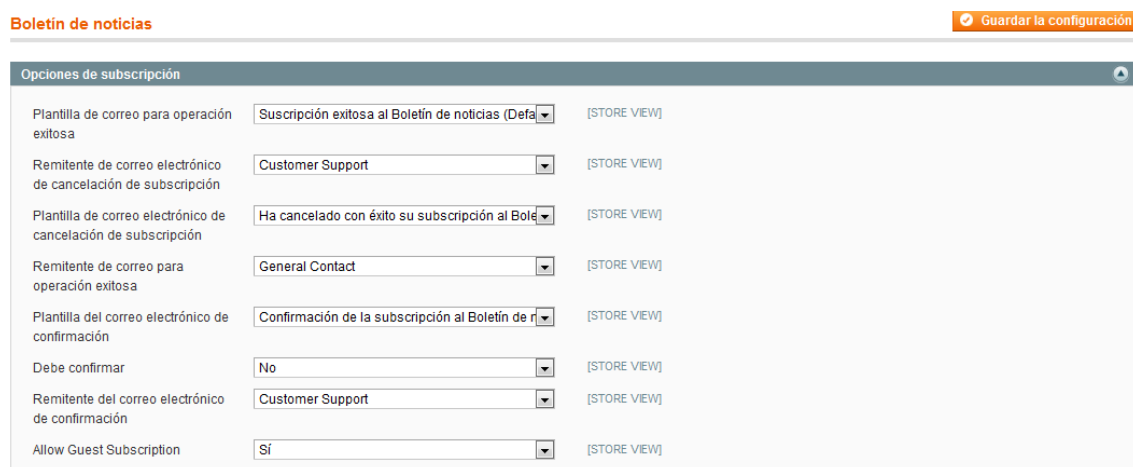 Boletín de noticias
Guardar la configuración
Opciones de subscripción
Plantilla de correo para operación exitosa
Suscripción exitosa al Boletín de noticias (Defa
[STORE VIEW]
Remitente de correo electrónico de cancelación de subscripción
Customer Support
[STORE VIEW]
Plantilla de correo electrónico de cancelación de subscripción
Ha cancelado con éxito su subscripción al Bole
[STORE VIEW]
Remitente de correo para operación exitosa
General Contact
[STORE VIEW]
Plantilla del correo electrónico de confirmación
Confirmación de la subscripción al Boletín de n
[STORE VIEW]
Debe confirmar
No
[STORE VIEW]
Remitente del correo electrónico de confirmación
Customer Support
[STORE VIEW]
Allow Guest Subscription
Sí
[STORE VIEW]